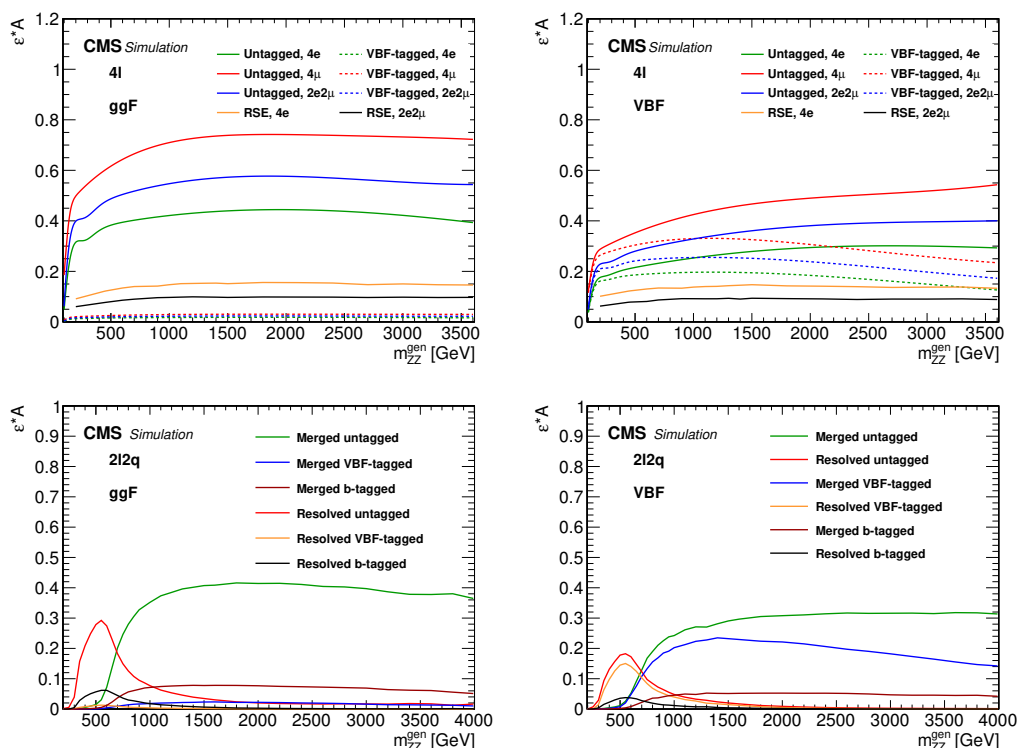 ε*A
1.2
1
0.8
0.6
0.4
0.2
0
CMS Simulation
4l
ggF
Untagged, 4e
Untagged, 4μ
Untagged, 2e2μ
RSE, 4e
VBF-tagged, 4e
VBF-tagged, 4μ
VBF-tagged, 2e2μ
RSE, 2e2μ
500 1000 1500 2000 2500 3000 3500
m_ZZ^gen [GeV]
ε*A
1.2
1
0.8
0.6
0.4
0.2
0
CMS Simulation
4l
VBF
Untagged, 4e
Untagged, 4μ
Untagged, 2e2μ
RSE, 4e
VBF-tagged, 4e
VBF-tagged, 4μ
VBF-tagged, 2e2μ
RSE, 2e2μ
500 1000 1500 2000 2500 3000 3500
m_ZZ^gen [GeV]
ε*A
1
0.9
0.8
0.7
0.6
0.5
0.4
0.3
0.2
0.1
0
CMS Simulation
2l2q
ggF
Merged untagged
Merged VBF-tagged
Merged b-tagged
Resolved untagged
Resolved VBF-tagged
Resolved b-tagged
500 1000 1500 2000 2500 3000 3500 4000
m_ZZ^gen [GeV]
ε*A
1
0.9
0.8
0.7
0.6
0.5
0.4
0.3
0.2
0.1
0
CMS Simulation
2l2q
VBF
Merged untagged
Resolved untagged
Merged VBF-tagged
Resolved VBF-tagged
Merged b-tagged
Resolved b-tagged
500 1000 1500 2000 2500 3000 3500 4000
m_ZZ^gen [GeV]